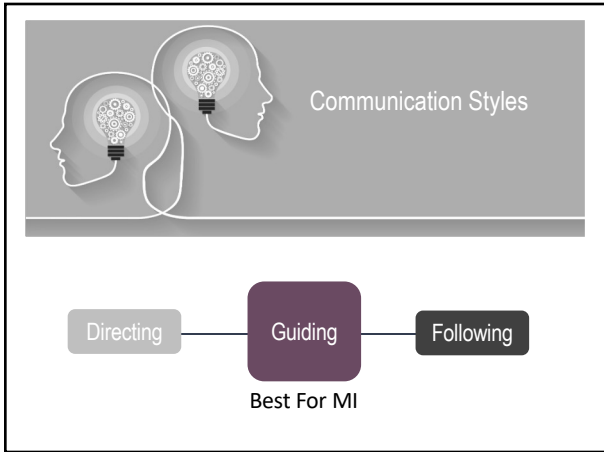 Communication Styles
Directing
Guiding
Following
Best For MI